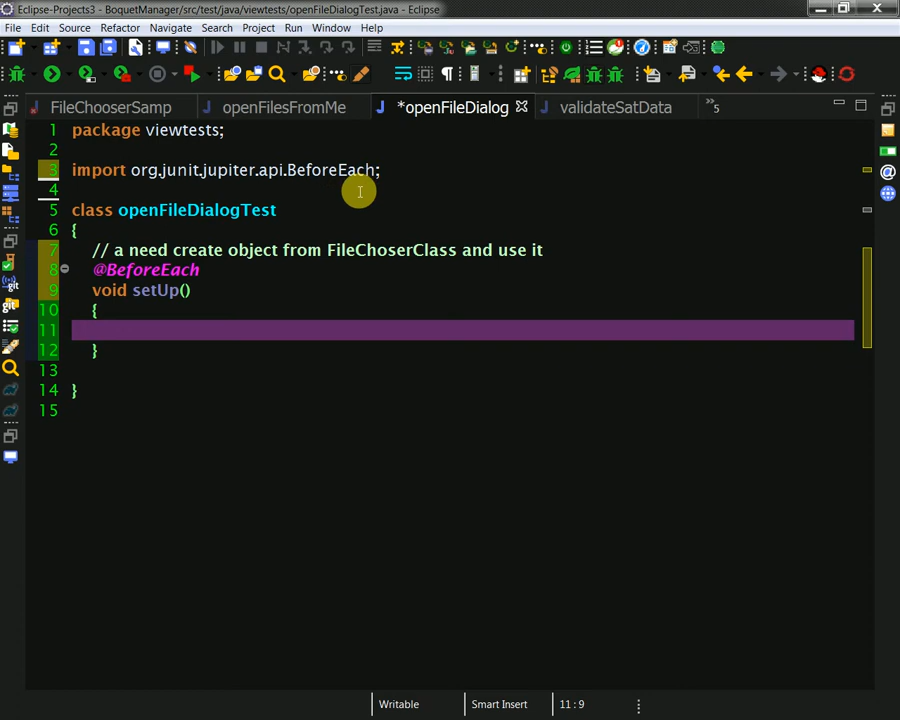 Eclipse-Projects3 - BoquetManager/src/test/java/viewtests/openFileDialogTest.java - Eclipse
File Edit Source Refactor Navigate Search Project Run Window Help
FileChooserSamp openFilesFromMe *openFileDialog validateSatData »5
1 package viewtests;
2
3 import org.junit.jupiter.api.BeforeEach;
4
5 class openFileDialogTest
6 {
7 // a need create object from FileChoserClass and use it
8 @BeforeEach
9 void setUp()
10 {
11
12 }
13
14 }
15
Writable Smart Insert 11 : 9